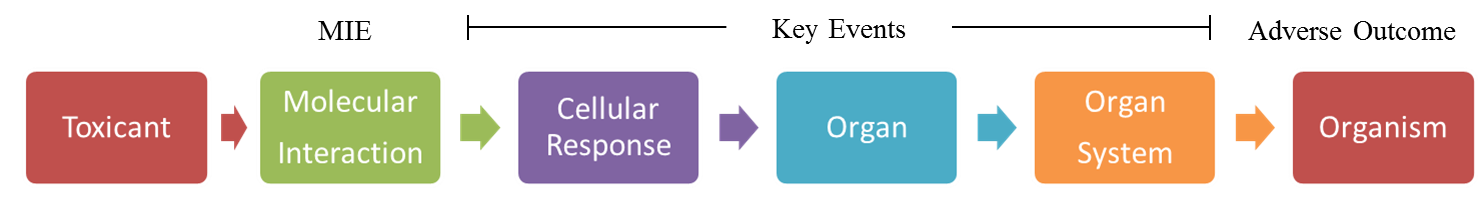 MIE
Key Events
Adverse Outcome
Toxicant
Molecular
Interaction
Cellular
Response
Organ
Organ
System
Organism